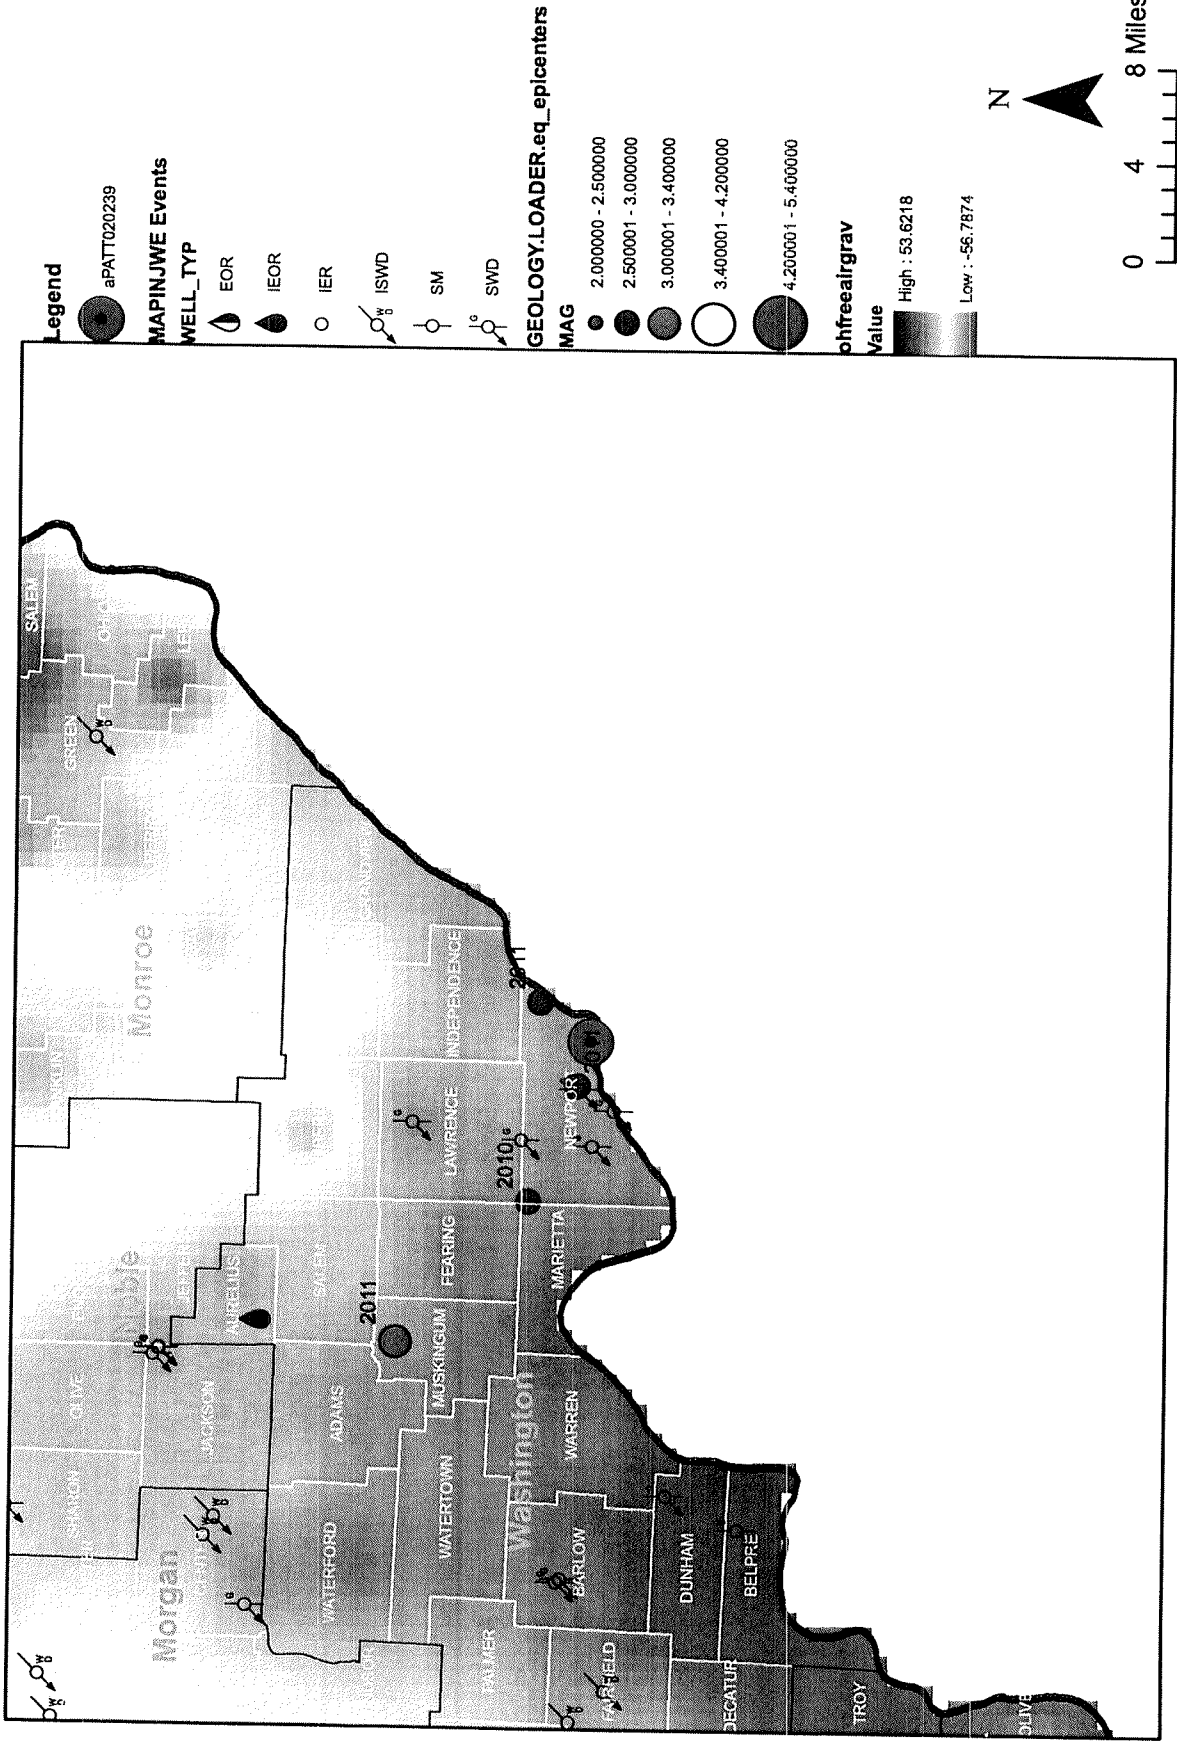 Legend
aPATT020239
MAPINJWE Events
WELL_TYP
EOR
IEOR
IER
ISWD
SM
SWD
GEOLOGY.LOADER.eq_epicenters
MAG
2.000000 - 2.500000
2.500001 - 3.000000
3.000001 - 3.400000
3.400001 - 4.200000
4.200001 - 5.400000
ohfreeairgrav
Value
High : 53.6218
Low : -56.7874
N
0 4 8 Miles
SALEM
GREEN
Monroe
Noble
Morgan
Washington
OLIVE
SHARON
JACKSON
AURELIUS
SALEM
ADAMS
WATERFORD
2011
MUSKINGUM
FEARING
LAWRENCE
INDEPENDENCE
WATERTOWN
PALMER
2010
2011
NEWPORT
MARIETTA
WARREN
BARLOW
FAIRFIELD
DUNHAM
DECATUR
BELPRE
TROY
OLIVE